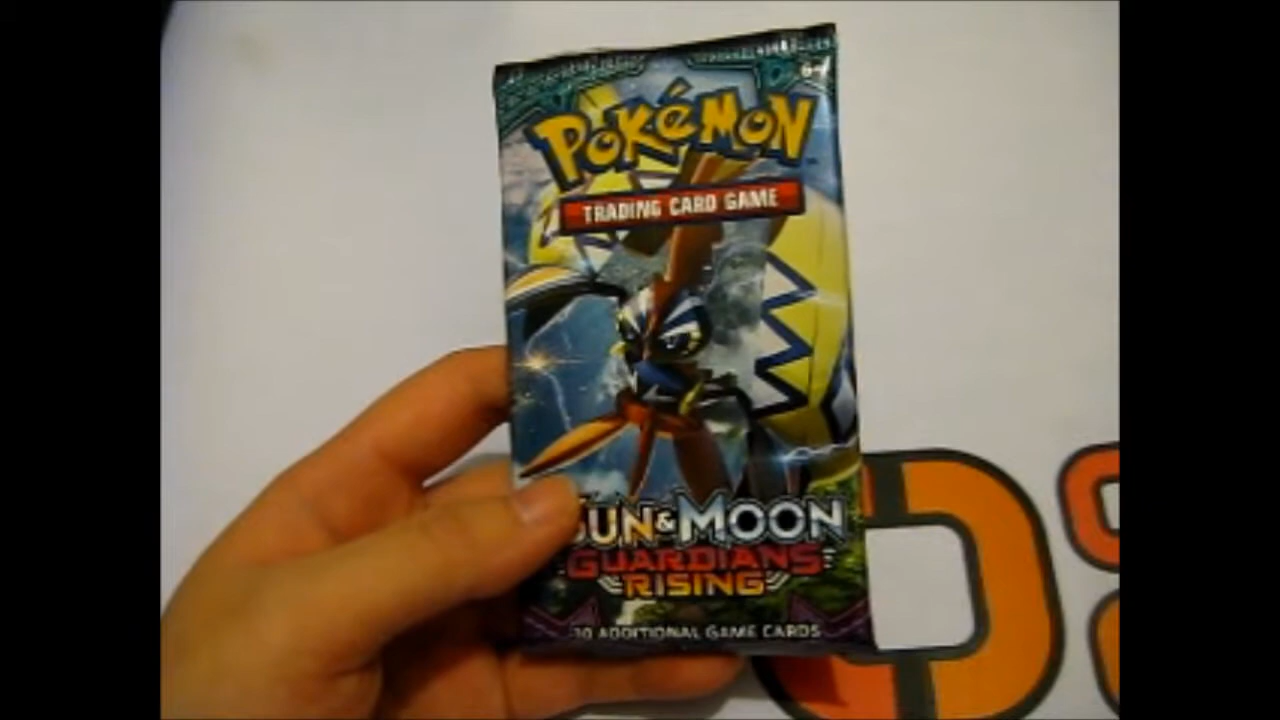 POKéMON
TRADING CARD GAME
SUN & MOON
GUARDIANS
RISING
10 ADDITIONAL GAME CARDS